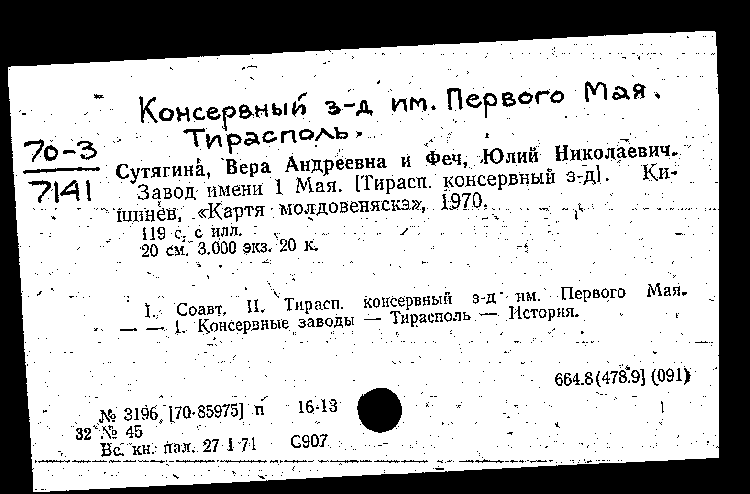 Консервный з-д им. Первого Мая.
Тирасполь.
70-3
7141
Сутягина, Вера Андреевна и Феч, Юлий Николаевич.
Завод имени 1 Мая. [Тирасп. консервный з-д]. Ки-
шинев, «Картя молдовеняскэ», 1970.
119 с. с илл.
20 см. 3.000 экз. 20 к.
I. Соавт. II. Тирасп. консервный з-д им. Первого Мая.
— — 1. Консервные заводы — Тирасполь — История.
664.8(478.9] (091)
№ 3196 [70-85975] п 16-13
32 № 45
Вс. кн. пал. 27 I 71 С907